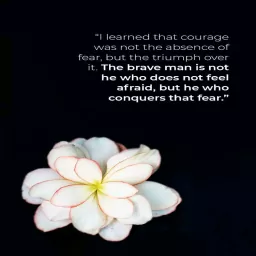 "I learned that courage
was not the absence of
fear, but the triumph over
it. The brave man is not
he who does not feel
afraid, but he who
conquers that fear."